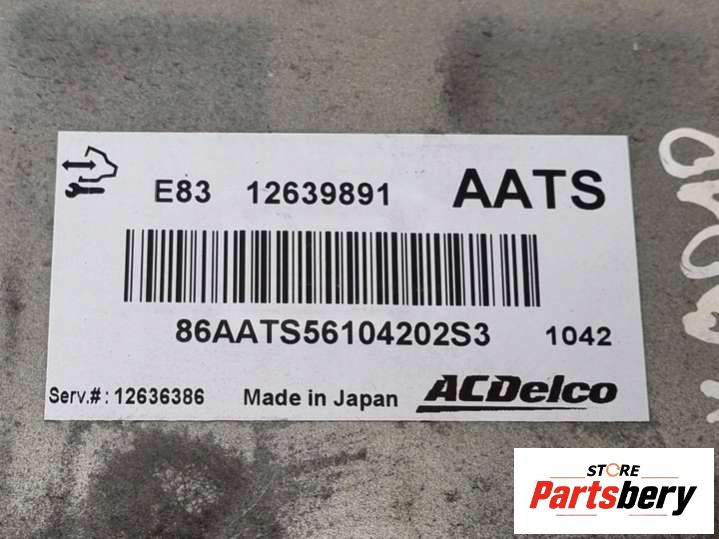 E83 12639891 AATS
86AATS56104202S3 1042
Serv.#: 12636386 Made in Japan ACDelco
STORE
Partsbery